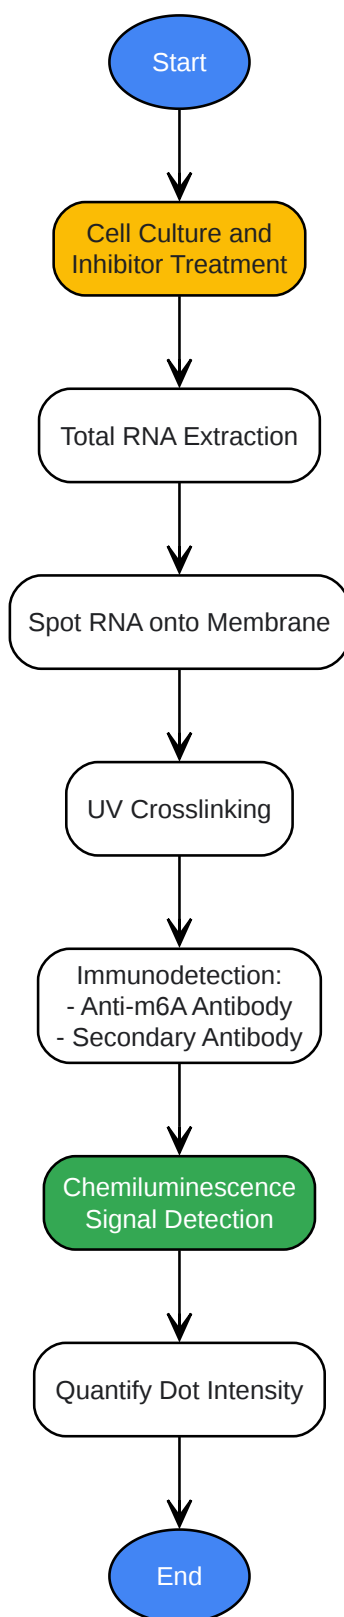 Start
Cell Culture and
Inhibitor Treatment
Total RNA Extraction
Spot RNA onto Membrane
UV Crosslinking
Immunodetection:
- Anti-m6A Antibody
- Secondary Antibody
Chemiluminescence
Signal Detection
Quantify Dot Intensity
End